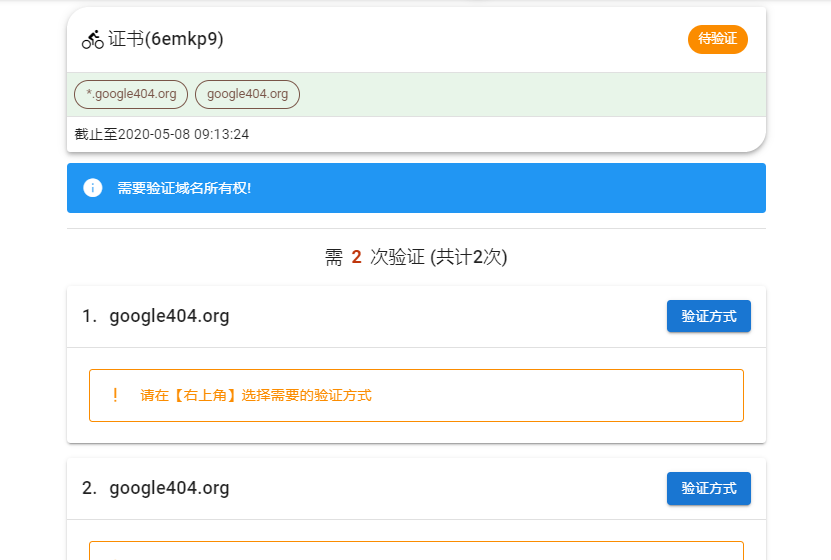 证书(6emkp9) 待验证
*.google404.org google404.org
截止至2020-05-08 09:13:24
需要验证域名所有权!
需 2 次验证 (共计2次)
1. google404.org 验证方式
! 请在【右上角】选择需要的验证方式
2. google404.org 验证方式